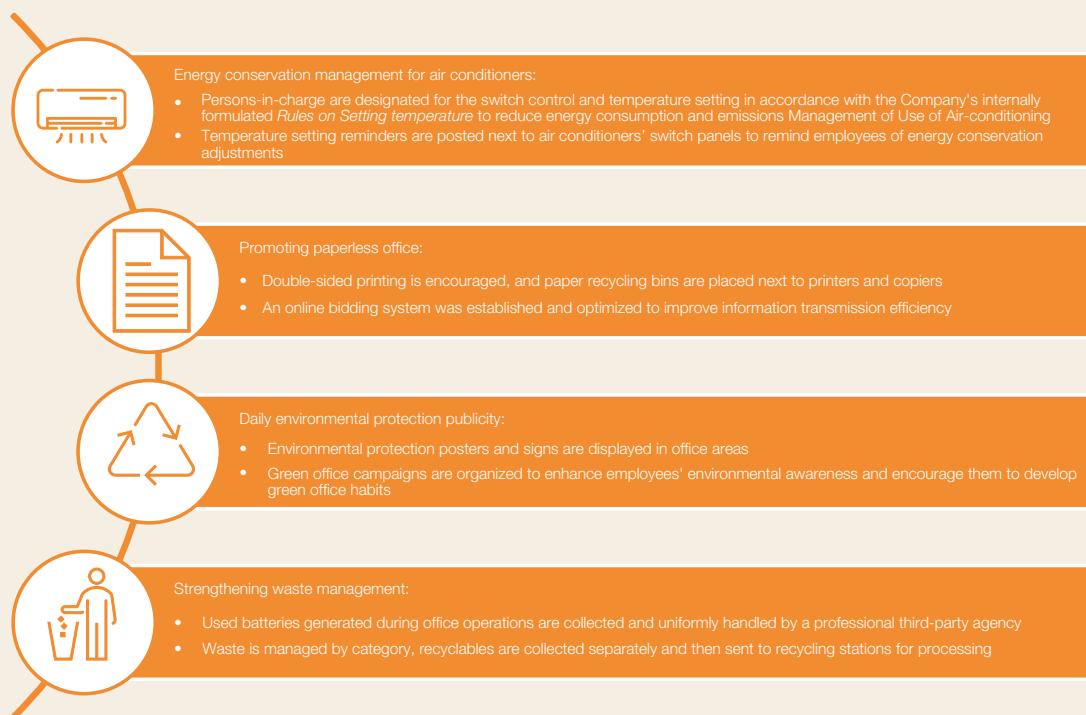 Energy conservation management for air conditioners:
• Persons-in-charge are designated for the switch control and temperature setting in accordance with the Company's internally
formulated Rules on Setting temperature to reduce energy consumption and emissions Management of Use of Air-conditioning
• Temperature setting reminders are posted next to air conditioners’ switch panels to remind employees of energy conservation
adjustments
Promoting paperless office:
• Double-sided printing is encouraged, and paper recycling bins are placed next to printers and copiers
• An online bidding system was established and optimized to improve information transmission efficiency
Daily environmental protection publicity:
• Environmental protection posters and signs are displayed in office areas
• Green office campaigns are organized to enhance employees' environmental awareness and encourage them to develop
green office habits
Strengthening waste management:
• Used batteries generated during office operations are collected and uniformly handled by a professional third-party agency
• Waste is managed by category, recyclables are collected separately and then sent to recycling stations for processing